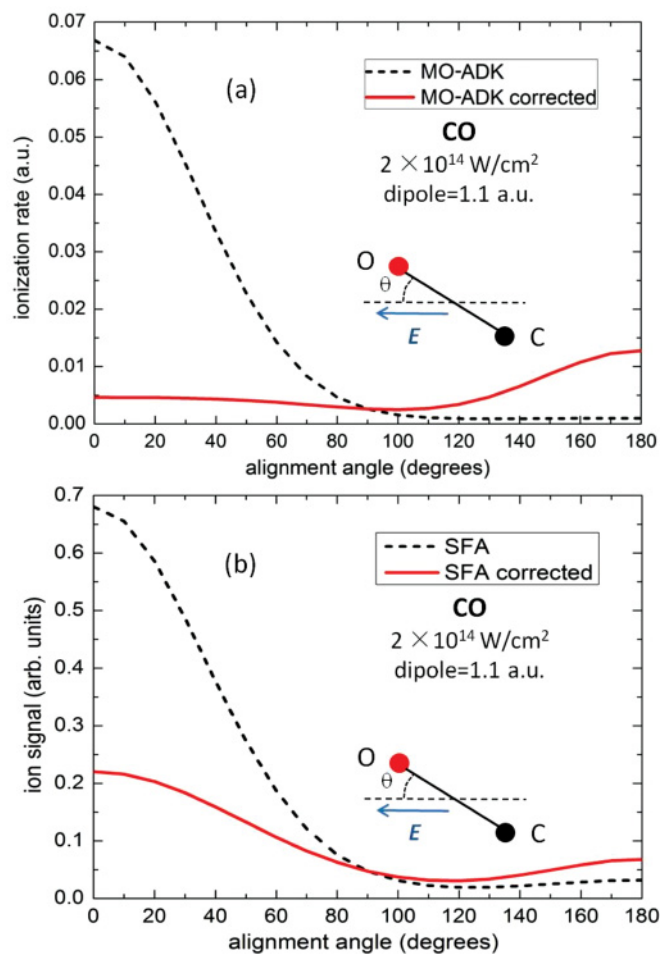 0.07
0.06
0.05
0.04
0.03
0.02
0.01
0.00
ionization rate (a.u.)
(a)
MO-ADK
MO-ADK corrected
CO
2 ×10¹⁴ W/cm²
dipole=1.1 a.u.
O
θ
E
C
0 20 40 60 80 100 120 140 160 180
alignment angle (degrees)
0.7
0.6
0.5
0.4
0.3
0.2
0.1
0.0
ion signal (arb. units)
(b)
SFA
SFA corrected
CO
2 ×10¹⁴ W/cm²
dipole=1.1 a.u.
O
θ
E
C
0 20 40 60 80 100 120 140 160 180
alignment angle (degrees)